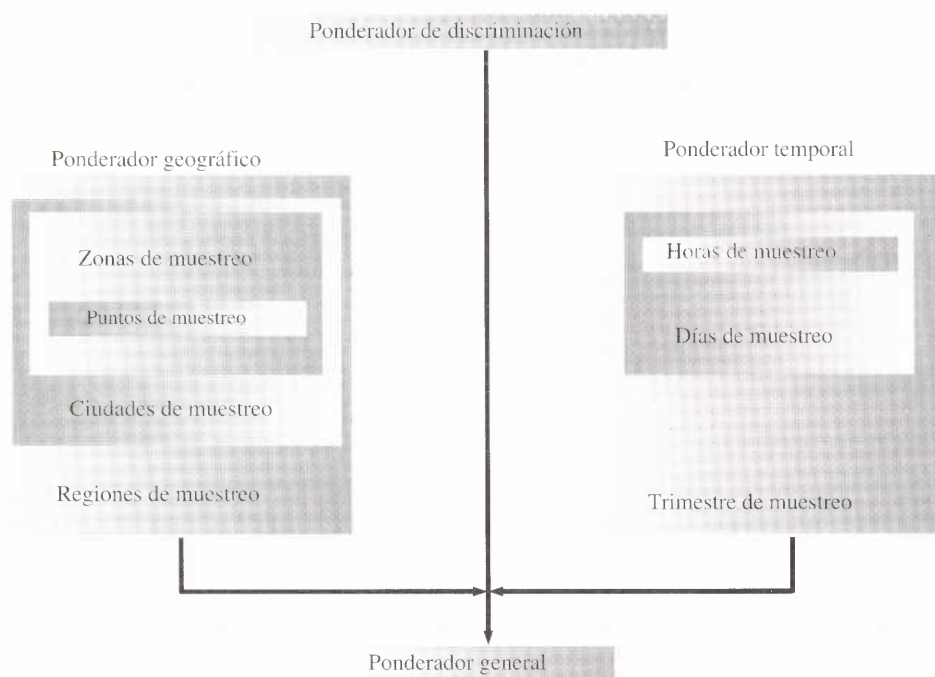 Ponderador de discriminación
Ponderador geográfico
Zonas de muestreo
Puntos de muestreo
Ciudades de muestreo
Regiones de muestreo
Ponderador temporal
Horas de muestreo
Días de muestreo
Trimestre de muestreo
Ponderador general